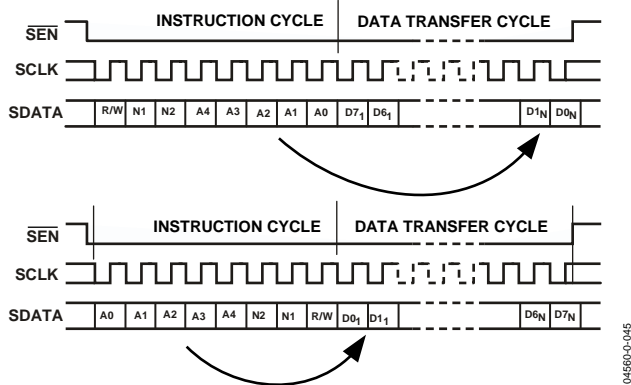 INSTRUCTION CYCLE DATA TRANSFER CYCLE
SEN
SCLK
SDATA R/W N1 N2 A4 A3 A2 A1 A0 D71 D61 D1N D0N
INSTRUCTION CYCLE DATA TRANSFER CYCLE
SEN
SCLK
SDATA A0 A1 A2 A3 A4 N2 N1 R/W D01 D11 D6N D7N
04560-0-045